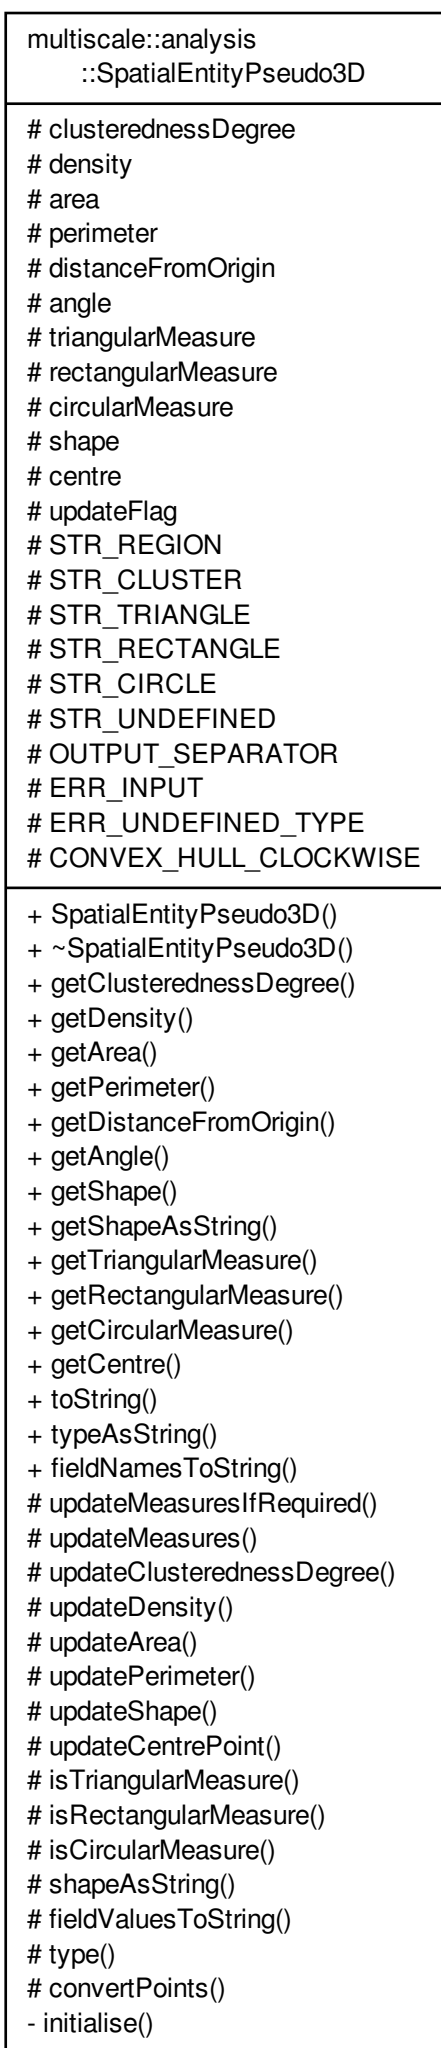 multiscale::analysis
::SpatialEntityPseudo3D
# clusterednessDegree
# density
# area
# perimeter
# distanceFromOrigin
# angle
# triangularMeasure
# rectangularMeasure
# circularMeasure
# shape
# centre
# updateFlag
# STR_REGION
# STR_CLUSTER
# STR_TRIANGLE
# STR_RECTANGLE
# STR_CIRCLE
# STR_UNDEFINED
# OUTPUT_SEPARATOR
# ERR_INPUT
# ERR_UNDEFINED_TYPE
# CONVEX_HULL_CLOCKWISE
+ SpatialEntityPseudo3D()
+ ~SpatialEntityPseudo3D()
+ getClusterednessDegree()
+ getDensity()
+ getArea()
+ getPerimeter()
+ getDistanceFromOrigin()
+ getAngle()
+ getShape()
+ getShapeAsString()
+ getTriangularMeasure()
+ getRectangularMeasure()
+ getCircularMeasure()
+ getCentre()
+ toString()
+ typeAsString()
+ fieldNamesToString()
# updateMeasuresIfRequired()
# updateMeasures()
# updateClusterednessDegree()
# updateDensity()
# updateArea()
# updatePerimeter()
# updateShape()
# updateCentrePoint()
# isTriangularMeasure()
# isRectangularMeasure()
# isCircularMeasure()
# shapeAsString()
# fieldValuesToString()
# type()
# convertPoints()
- initialise()